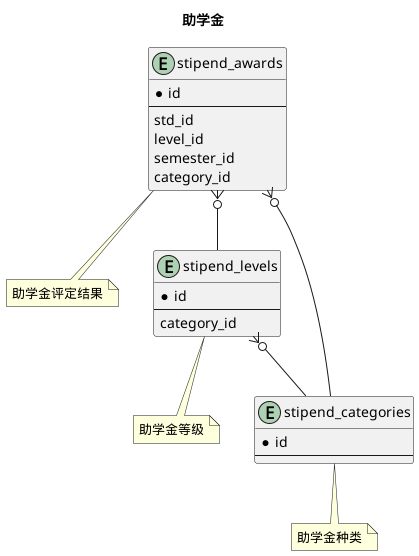 助学金
E stipend_awards
id
std_id
level_id
semester_id
category_id
助学金评定结果
E stipend_levels
id
category_id
助学金等级
E stipend_categories
id
助学金种类